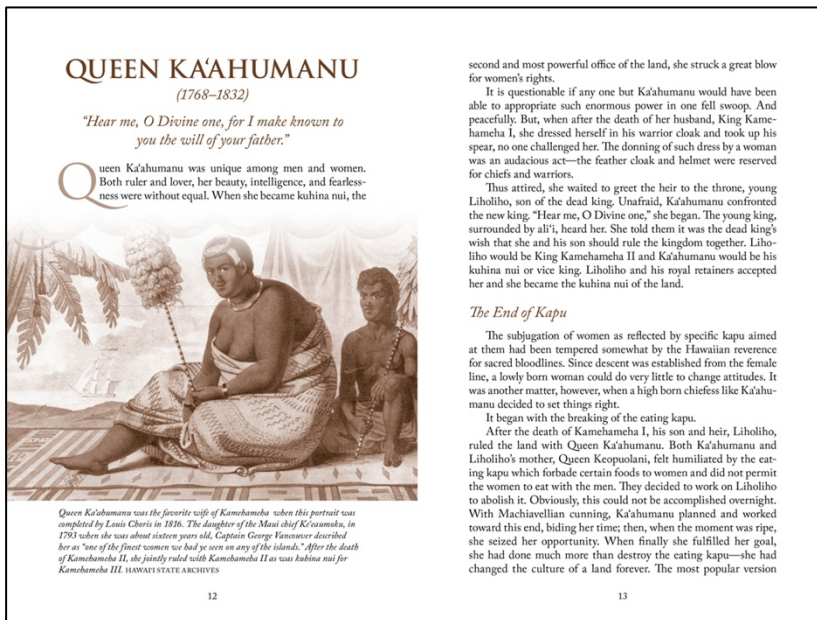 QUEEN KA‘AHUMANU
(1768–1832)
“Hear me, O Divine one, for I make known to
you the will of your father.”
Queen Ka‘ahumanu was unique among men and women.
Both ruler and lover, her beauty, intelligence, and fearless-
ness were without equal. When she became kuhina nui, the
Queen Ka‘ahumanu was the favorite wife of Kamehameha when this portrait was
completed by Louis Choris in 1816. The daughter of the Maui chief Ke‘eaumoku, in
1793 when she was about sixteen years old, Captain George Vancouver described
her as “one of the finest women we had ye seen on any of the islands.” After the death
of Kamehameha II, she jointly ruled with Kamehameha II as was kuhina nui for
Kamehameha III. HAWAI‘I STATE ARCHIVES
12
second and most powerful office of the land, she struck a great blow
for women’s rights.
It is questionable if any one but Ka‘ahumanu would have been
able to appropriate such enormous power in one fell swoop. And
peacefully. But, when after the death of her husband, King Kame-
hameha I, she dressed herself in his warrior cloak and took up his
spear, no one challenged her. The donning of such dress by a woman
was an audacious act—the feather cloak and helmet were reserved
for chiefs and warriors.
Thus attired, she waited to greet the heir to the throne, young
Liholiho, son of the dead king. Unafraid, Ka‘ahumanu confronted
the new king. “Hear me, O Divine one,” she began. The young king,
surrounded by ali‘i, heard her. She told them it was the dead king’s
wish that she and his son should rule the kingdom together. Liho-
liho would be King Kamehameha II and Ka‘ahumanu would be his
kuhina nui or vice king. Liholiho and his royal retainers accepted
her and she became the kuhina nui of the land.
The End of Kapu
The subjugation of women as reflected by specific kapu aimed
at them had been tempered somewhat by the Hawaiian reverence
for sacred bloodlines. Since descent was established from the female
line, a lowly born woman could do very little to change attitudes. It
was another matter, however, when a high born chiefess like Ka‘ahu-
manu decided to set things right.
It began with the breaking of the eating kapu.
After the death of Kamehameha I, his son and heir, Liholiho,
ruled the land with Queen Ka‘ahumanu. Both Ka‘ahumanu and
Liholiho’s mother, Queen Keopuolani, felt humiliated by the eat-
ing kapu which forbade certain foods to women and did not permit
the women to eat with the men. They decided to work on Liholiho
to abolish it. Obviously, this could not be accomplished overnight.
With Machiavellian cunning, Ka‘ahumanu planned and worked
toward this end, biding her time; then, when the moment was ripe,
she seized her opportunity. When finally she fulfilled her goal,
she had done much more than destroy the eating kapu—she had
changed the culture of a land forever. The most popular version
13